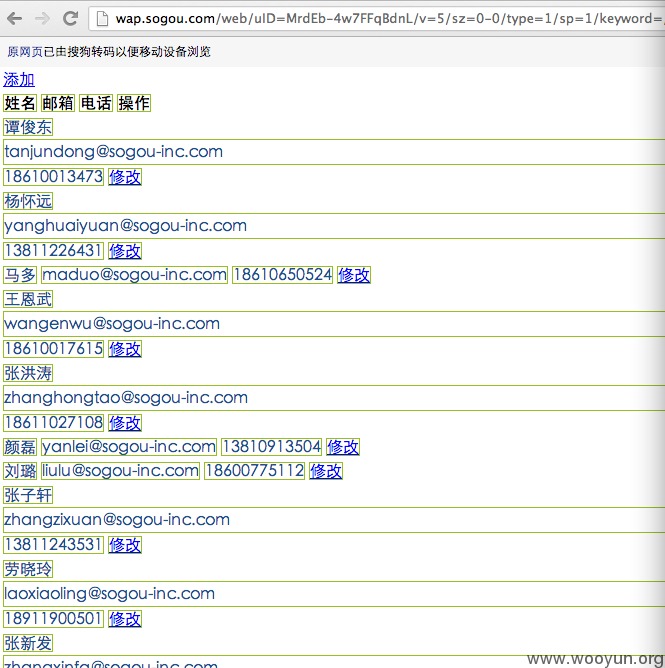 wap.sogou.com/web/uID=MrdEb-4w7FFqBdnL/v=5/sz=0-0/type=1/sp=1/keyword=
原网页已由搜狗转码以便移动设备浏览
添加
姓名 邮箱 电话 操作
谭俊东
tanjundong@sogou-inc.com
18610013473 修改
杨怀远
yanghuaiyuan@sogou-inc.com
13811226431 修改
马多 maduo@sogou-inc.com 18610650524 修改
王恩武
wangenwu@sogou-inc.com
18610017615 修改
张洪涛
zhanghongtao@sogou-inc.com
18611027108 修改
颜磊 yanlei@sogou-inc.com 13810913504 修改
刘璐 liulu@sogou-inc.com 18600775112 修改
张子轩
zhangzixuan@sogou-inc.com
13811243531 修改
劳晓玲
laoxiaoling@sogou-inc.com
18911900501 修改
张新发
zhangxinfa@sogou-inc.com
www.wooyun.org